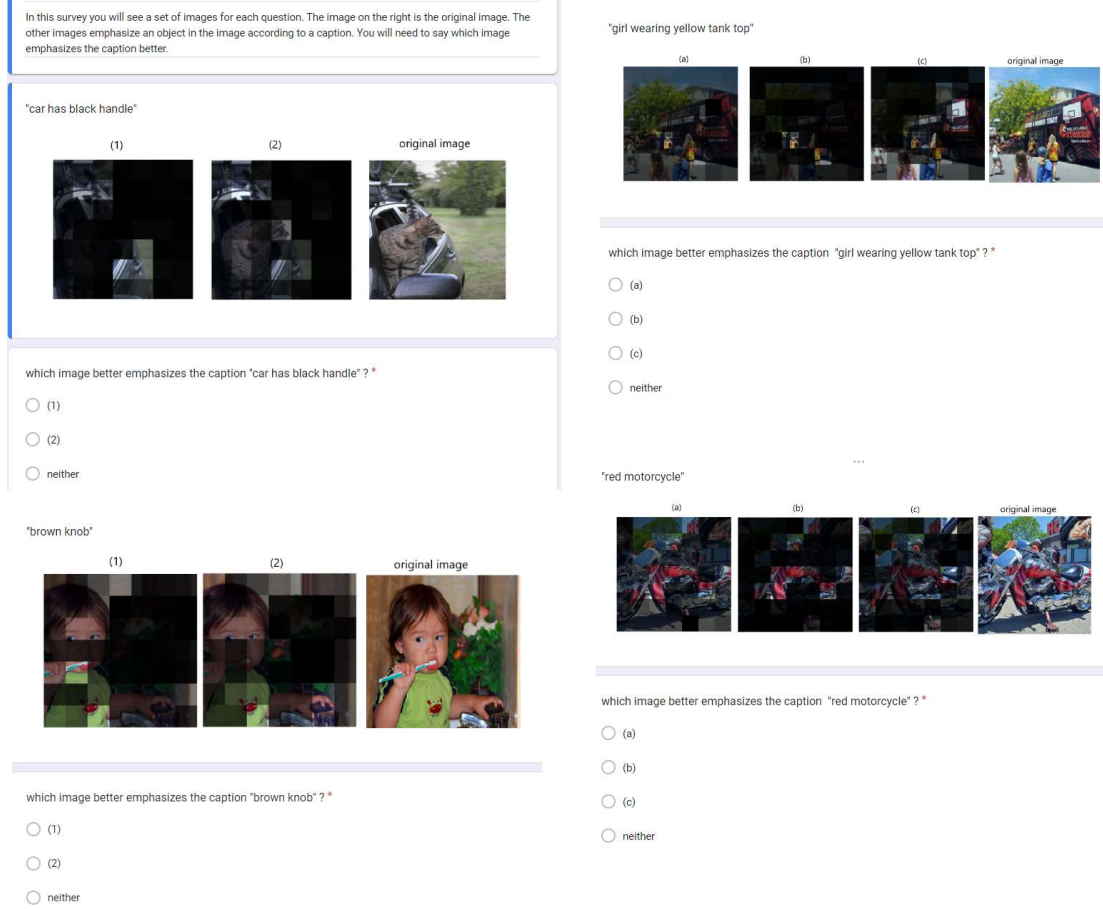 In this survey you will see a set of images for each question. The image on the right is the original image. The
other images emphasize an object in the image according to a caption. You will need to say which image
emphasizes the caption better.
"car has black handle"
(1) (2) original image
which image better emphasizes the caption "car has black handle" ? *
(1)
(2)
neither
"brown knob"
(1) (2) original image
which image better emphasizes the caption "brown knob" ? *
(1)
(2)
neither
"girl wearing yellow tank top"
(a) (b) (c) original image
which image better emphasizes the caption "girl wearing yellow tank top" ? *
(a)
(b)
(c)
neither
...
"red motorcycle"
(a) (b) (c) original image
which image better emphasizes the caption "red motorcycle" ? *
(a)
(b)
(c)
neither